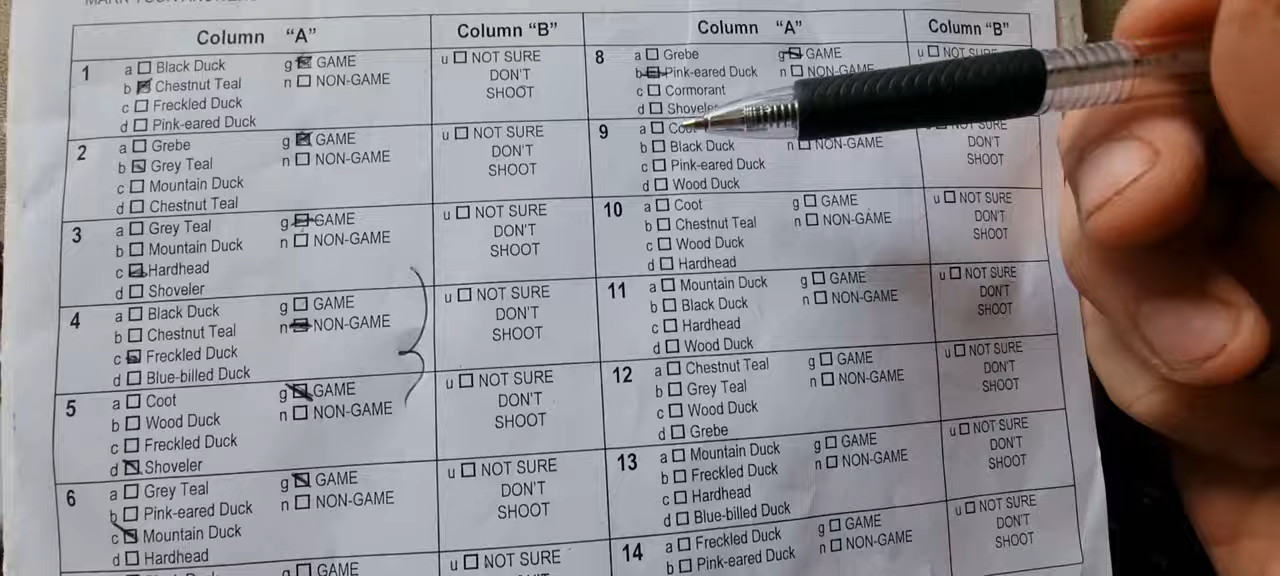 Column "A" Column "B"
1 a Black Duck g GAME u NOT SURE
b Chestnut Teal n NON-GAME DON'T
c Freckled Duck SHOOT
d Pink-eared Duck
2 a Grebe g GAME u NOT SURE
b Grey Teal n NON-GAME DON'T
c Mountain Duck SHOOT
d Chestnut Teal
3 a Grey Teal g GAME u NOT SURE
b Mountain Duck n NON-GAME DON'T
c Hardhead SHOOT
d Shoveler
4 a Black Duck g GAME u NOT SURE
b Chestnut Teal n NON-GAME DON'T
c Freckled Duck SHOOT
d Blue-billed Duck
5 a Coot g GAME u NOT SURE
b Wood Duck n NON-GAME DON'T
c Freckled Duck SHOOT
d Shoveler
6 a Grey Teal g GAME u NOT SURE
b Pink-eared Duck n NON-GAME DON'T
c Mountain Duck SHOOT
d Hardhead
g GAME u NOT SURE
Column "A" Column "B"
8 a Grebe g GAME u NOT SURE
b Pink-eared Duck n NON-GAME
c Cormorant
d Shoveler
9 a NOT SURE
b Black Duck n NON-GAME DON'T
c Pink-eared Duck SHOOT
d Wood Duck
10 a Coot g GAME u NOT SURE
b Chestnut Teal n NON-GAME DON'T
c Wood Duck SHOOT
d Hardhead
11 a Mountain Duck g GAME u NOT SURE
b Black Duck n NON-GAME DON'T
c Hardhead SHOOT
d Wood Duck
12 a Chestnut Teal g GAME u NOT SURE
b Grey Teal n NON-GAME DON'T
c Wood Duck SHOOT
d Grebe
13 a Mountain Duck g GAME u NOT SURE
b Freckled Duck n NON-GAME DON'T
c Hardhead SHOOT
d Blue-billed Duck
14 a Freckled Duck g GAME u NOT SURE
b Pink-eared Duck n NON-GAME DON'T
SHOOT